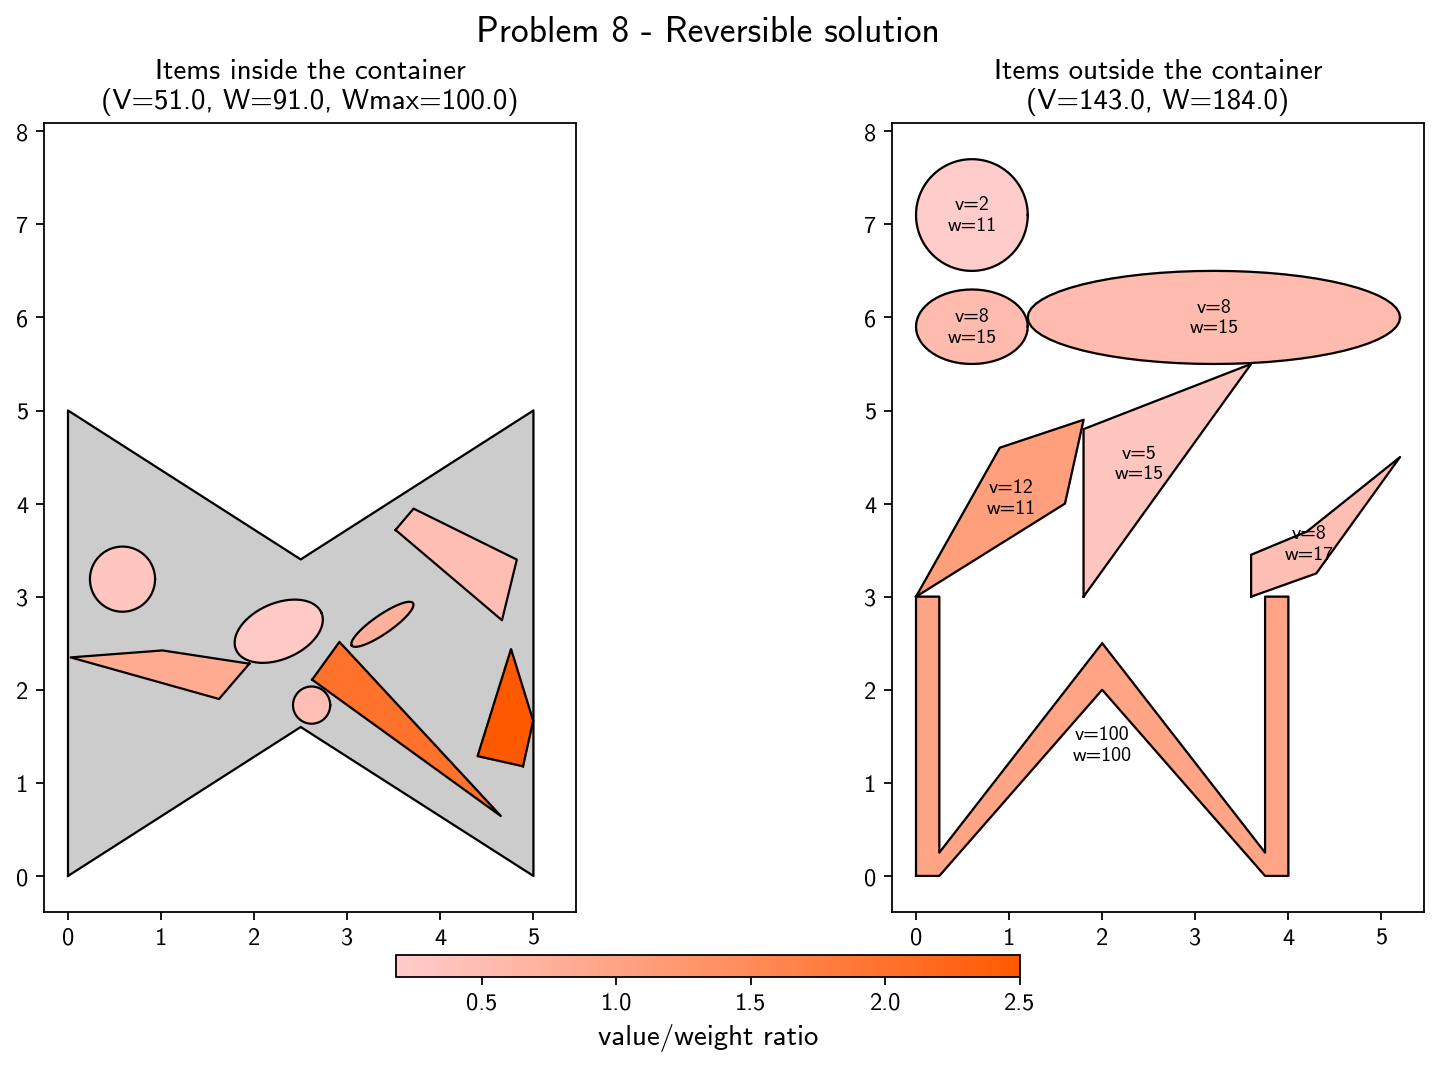 Problem 8 - Reversible solution
Items inside the container
(V=51.0, W=91.0, Wmax=100.0)
8
7
6
5
4
3
2
1
0
0 1 2 3 4 5
Items outside the container
(V=143.0, W=184.0)
8
7
6
5
4
3
2
1
0
v=2
w=11
v=8
w=15
v=8
w=15
v=5
w=15
v=12
w=11
v=8
w=17
v=100
w=100
0 1 2 3 4 5
0.5 1.0 1.5 2.0 2.5
value/weight ratio